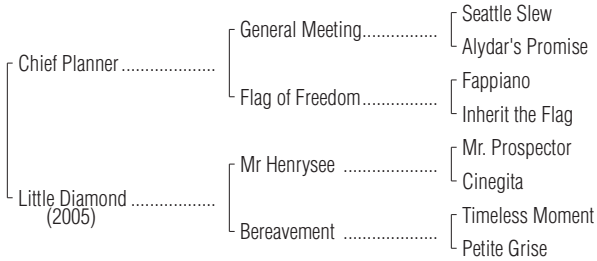 Seattle Slew
General Meeting.................
Alydar's Promise
Chief Planner.....................
Fappiano
Flag of Freedom.................
Inherit the Flag
Mr. Prospector
Mr Henrysee .....................
Cinegita
Little Diamond ...................
(2005)
Timeless Moment
Bereavement .....................
Petite Grise